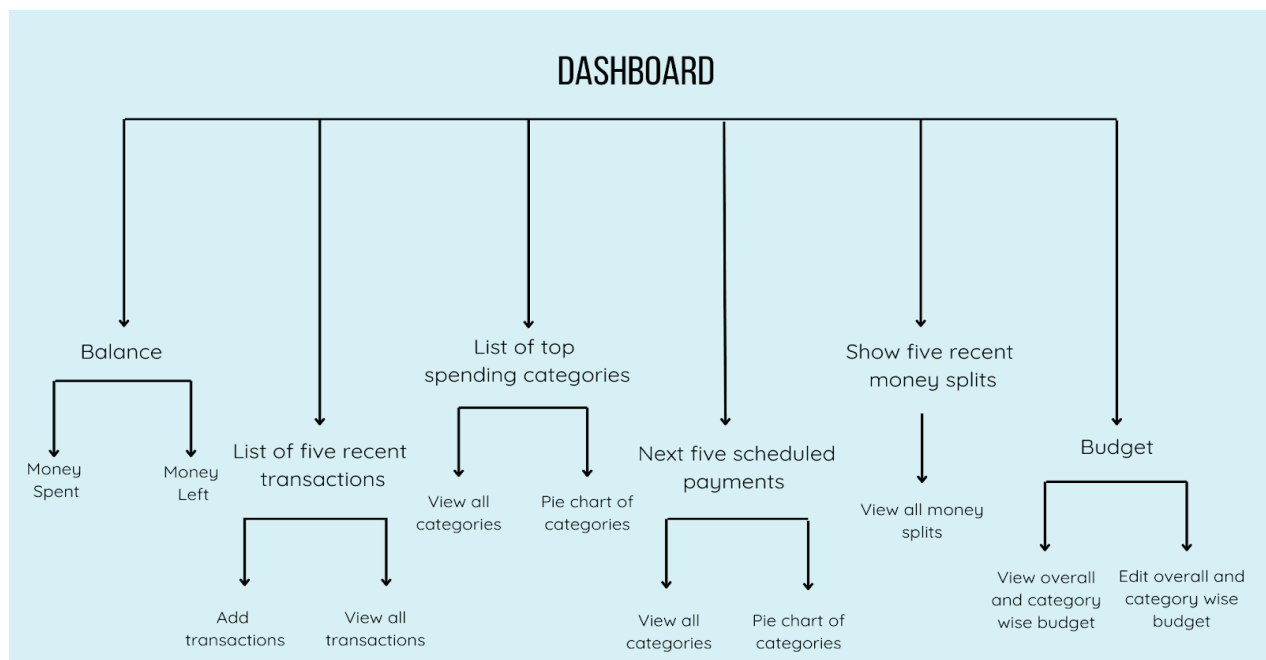 DASHBOARD
Balance
Money
Spent
Money
Left
List of five recent
transactions
Add
transactions
View all
transactions
List of top
spending categories
View all
categories
Pie chart of
categories
Next five scheduled
payments
View all
categories
Pie chart of
categories
Show five recent
money splits
View all money
splits
Budget
View overall
and category
wise budget
Edit overall and
category wise
budget